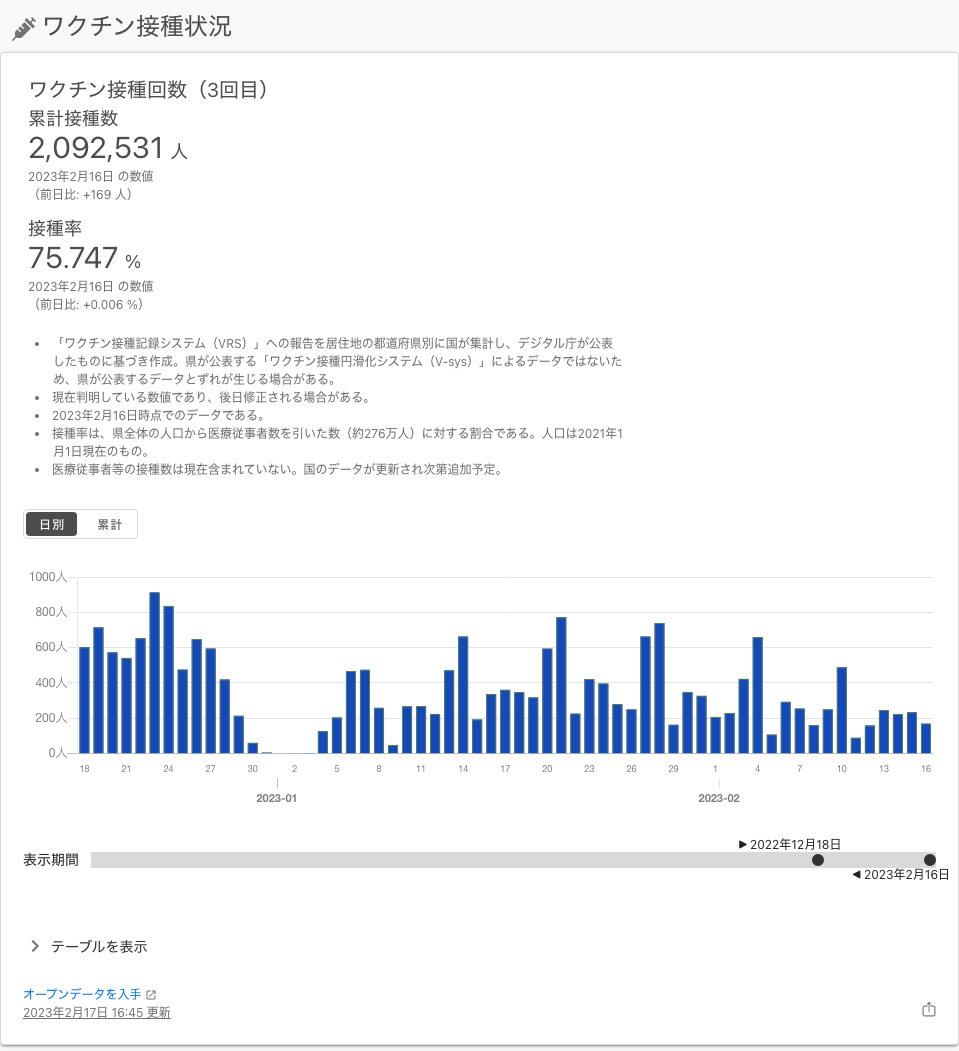 ワクチン接種状況
ワクチン接種回数（3回目）
累計接種数
2,092,531 人
2023年2月16日 の数値
（前日比: +169 人）
接種率
75.747 %
2023年2月16日 の数値
（前日比: +0.006 %）
• 「ワクチン接種記録システム（VRS）」への報告を居住地の都道府県別に国が集計し、デジタル庁が公表
したものに基づき作成。県が公表する「ワクチン接種円滑化システム（V-sys）」によるデータではないた
め、県が公表するデータとずれが生じる場合がある。
• 現在判明している数値であり、後日修正される場合がある。
• 2023年2月16日時点でのデータである。
• 接種率は、県全体の人口から医療従事者数を引いた数（約276万人）に対する割合である。人口は2021年1
月1日現在のもの。
• 医療従事者等の接種数は現在含まれていない。国のデータが更新され次第追加予定。
日別 累計
1000人
800人
600人
400人
200人
0人
18 21 24 27 30 2 5 8 11 14 17 20 23 26 29 1 4 7 10 13 16
2023-01 2023-02
▶ 2022年12月18日
表示期間
◀ 2023年2月16日
テーブルを表示
オープンデータを入手
2023年2月17日 16:45 更新